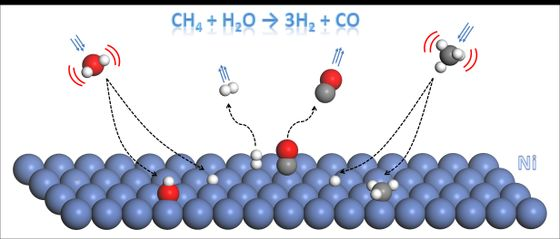 CH₄ + H₂O → 3H₂ + CO
Ni